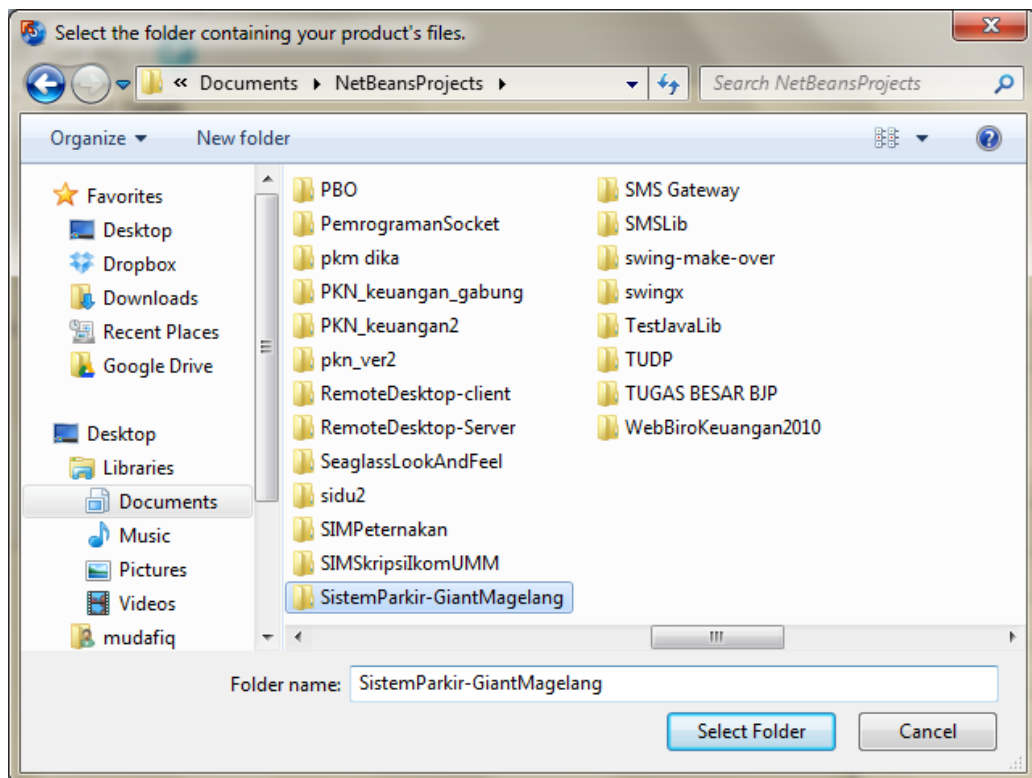 Select the folder containing your product's files.
« Documents ▸ NetBeansProjects ▸
Search NetBeansProjects
Organize
New folder
Favorites
Desktop
Dropbox
Downloads
Recent Places
Google Drive
Desktop
Libraries
Documents
Music
Pictures
Videos
mudafiq
PBO
PemrogramanSocket
pkm dika
PKN_keuangan_gabung
PKN_keuangan2
pkn_ver2
RemoteDesktop-client
RemoteDesktop-Server
SeaglassLookAndFeel
sidu2
SIMPeternakan
SIMSkripsiIkomUMM
SistemParkir-GiantMagelang
SMS Gateway
SMSLib
swing-make-over
swingx
TestJavaLib
TUDP
TUGAS BESAR BJP
WebBiroKeuangan2010
Folder name: SistemParkir-GiantMagelang
Select Folder
Cancel